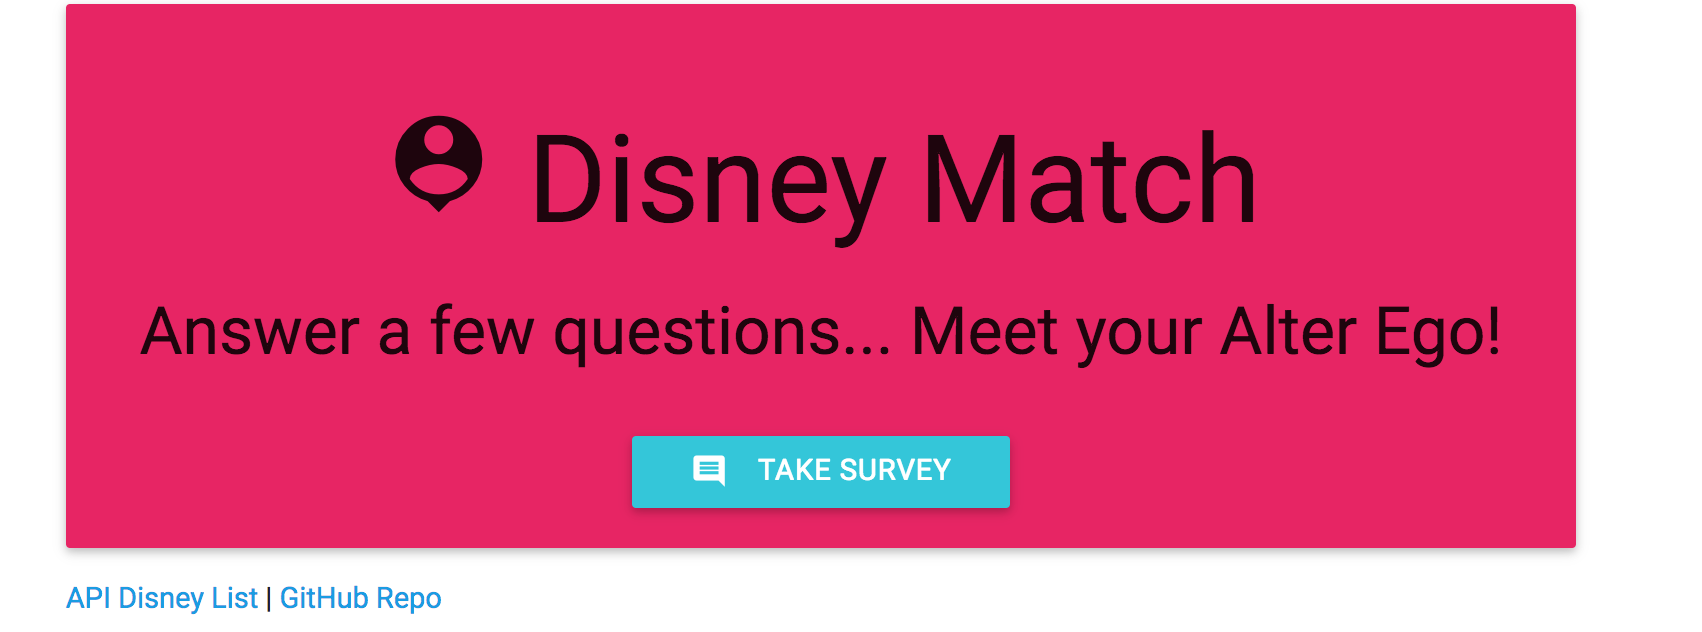 Disney Match
Answer a few questions... Meet your Alter Ego!
TAKE SURVEY
API Disney List | GitHub Repo